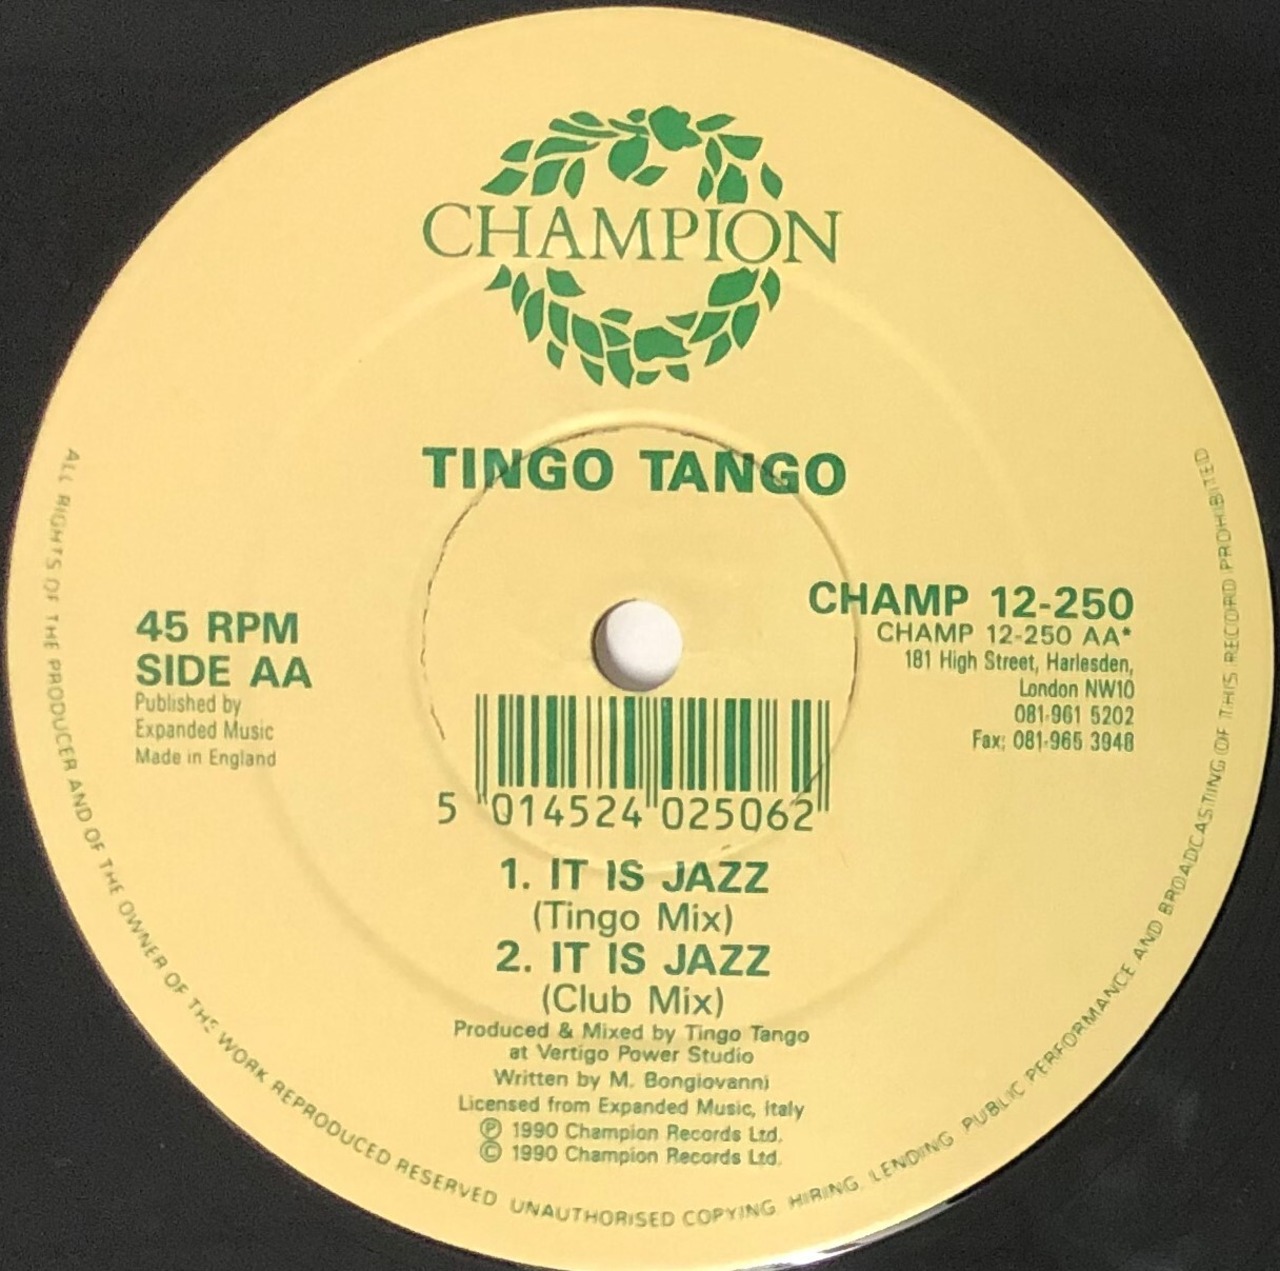 CHAMPION
TINGO TANGO
45 RPM
SIDE AA
Published by
Expanded Music
Made in England
CHAMP 12-250
CHAMP 12-250 AA*
181 High Street, Harlesden,
London NW10
081-961 5202
Fax: 081-965 3948
5 014524 025062
1. IT IS JAZZ
(Tingo Mix)
2. IT IS JAZZ
(Club Mix)
Produced & Mixed by Tingo Tango
at Vertigo Power Studio
Written by M. Bongiovanni
Licensed from Expanded Music, Italy
Ⓟ 1990 Champion Records Ltd.
© 1990 Champion Records Ltd.
ALL RIGHTS OF THE PRODUCER AND OF THE OWNER OF THE WORK REPRODUCED RESERVED UNAUTHORISED COPYING HIRING LENDING PUBLIC PERFORMANCE AND BROADCASTING OF THIS RECORD PROHIBITED